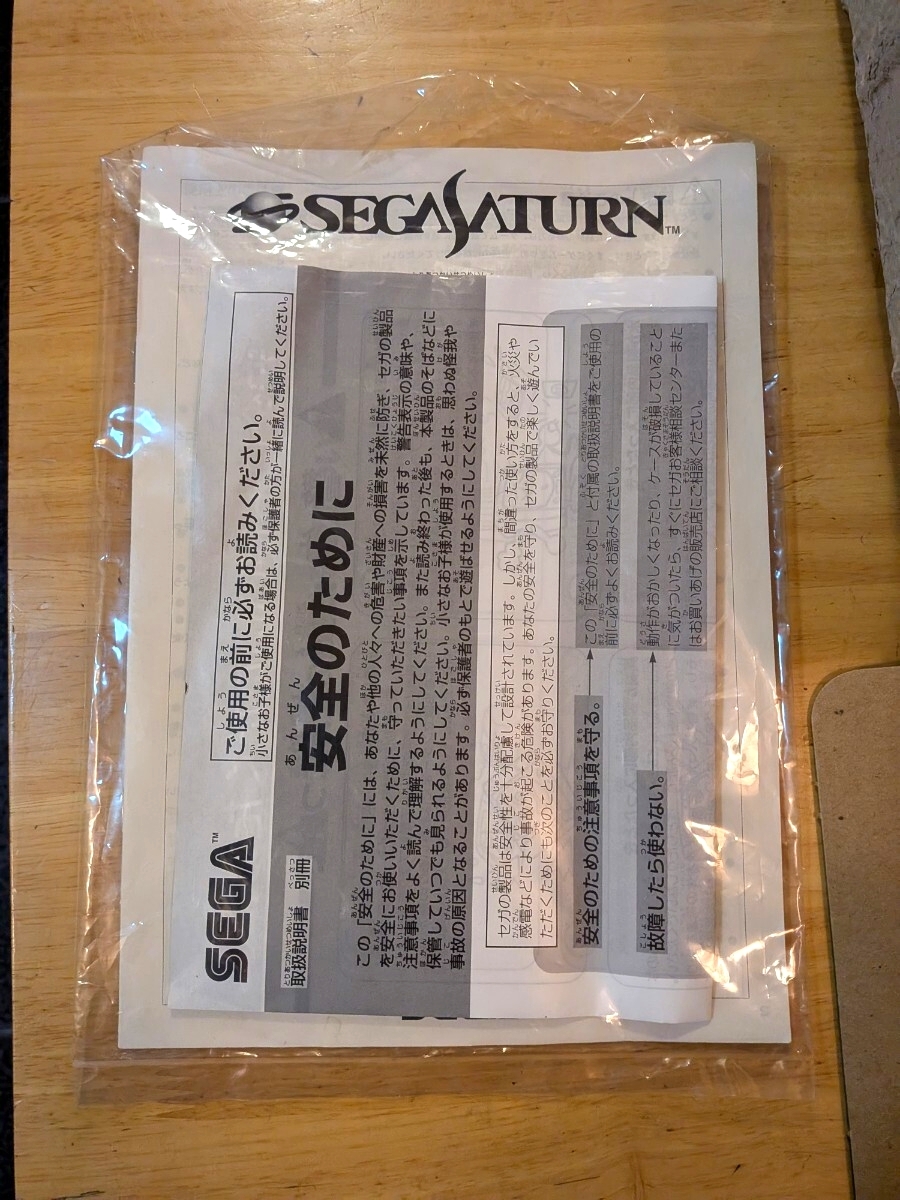 SEGA SATURN™
SEGA™
ご使用の前に必ずお読みください。
小さなお子様がご使用になる場合は、必ず保護者の方が一緒に読んで説明してください。
取扱説明書 別冊
安全のために
この「安全のために」には、あなたや他の人々への危害や財産への損害を未然に防ぎ、セガの製品
を安全にお使いいただくために、守っていただきたい事項を示しています。警告表示の意味や、
注意事項をよく読んで理解するようにしてください。また読み終わった後も、本製品のそばなどに
保管していつでも見られるようにしてください。小さなお子様が使用するときは、思わぬ怪我や
事故の原因となることがあります。必ず保護者のもとで遊ばせるようにしてください。
セガの製品は安全性を十分配慮して設計されています。しかし、間違った使い方をすると、火災や
感電などにより事故が起こる危険があります。あなたの安全を守り、セガの製品で楽しく遊んでい
ただくためにも次のことを必ずお守りください。
安全のための注意事項を守る。
この「安全のために」と付属の取扱説明書をご使用の
前に必ずよくお読みください。
故障したら使わない。
動作がおかしくなったり、ケースが破損していること
に気がついたら、すぐにセガお客様相談センターまた
はお買いあげの販売店にご相談ください。